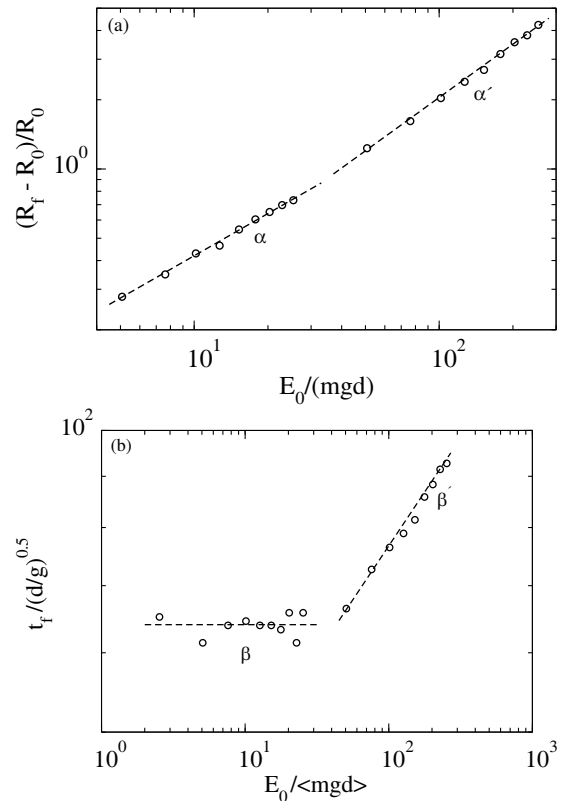 (a)
(R_f - R_0)/R_0
10^0
α
α´
10^1
10^2
E_0/(mgd)
(b)
10^2
t_f/(d/g)^0.5
β
β´
10^0
10^1
10^2
10^3
E_0/<mgd>